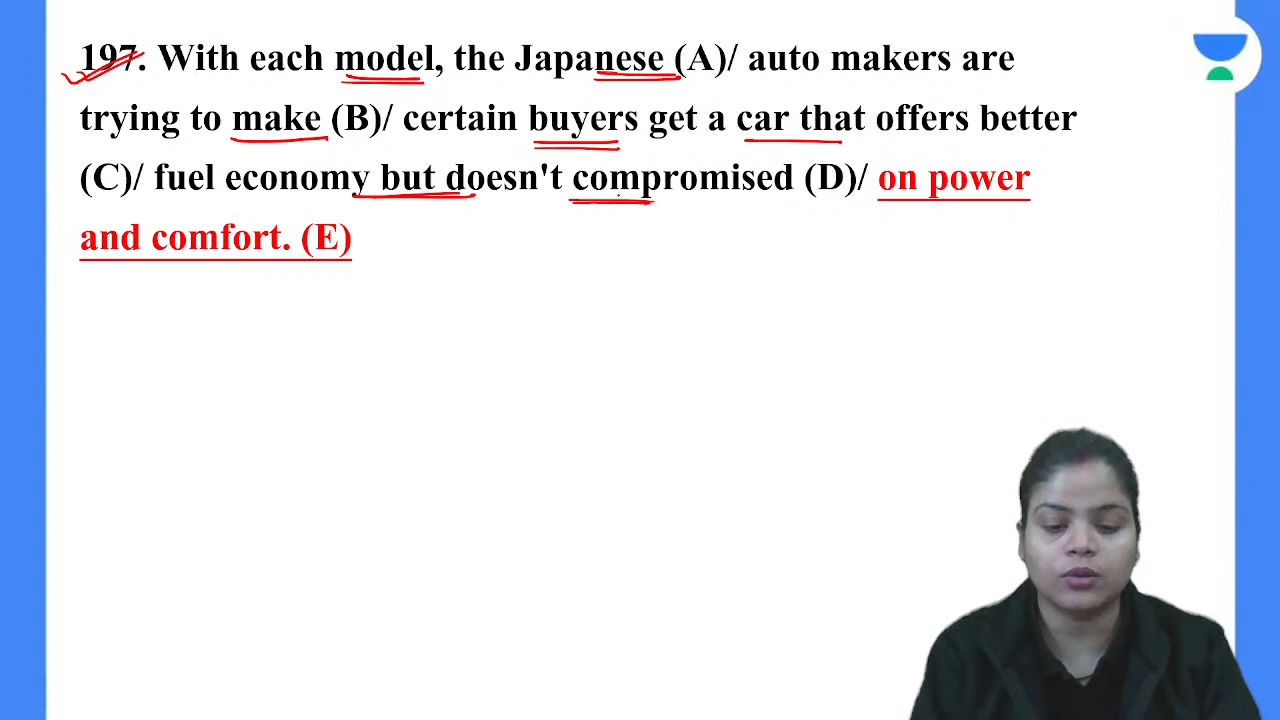 197. With each model, the Japanese (A)/ auto makers are
trying to make (B)/ certain buyers get a car that offers better
(C)/ fuel economy but doesn't compromised (D)/ on power
and comfort. (E)